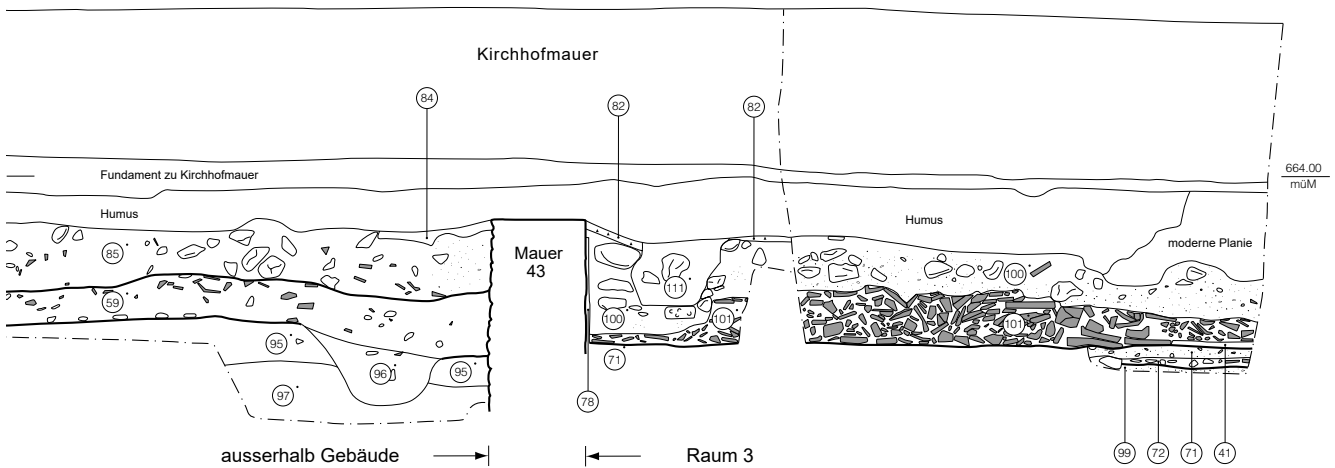 Kirchhofmauer
84
82
82
Fundament zu Kirchhofmauer
664.00
müM
Humus
Humus
85
Mauer
43
moderne Planie
100
111
59
100
101
101
95
71
96
95
97
78
99
72
71
41
ausserhalb Gebäude
Raum 3